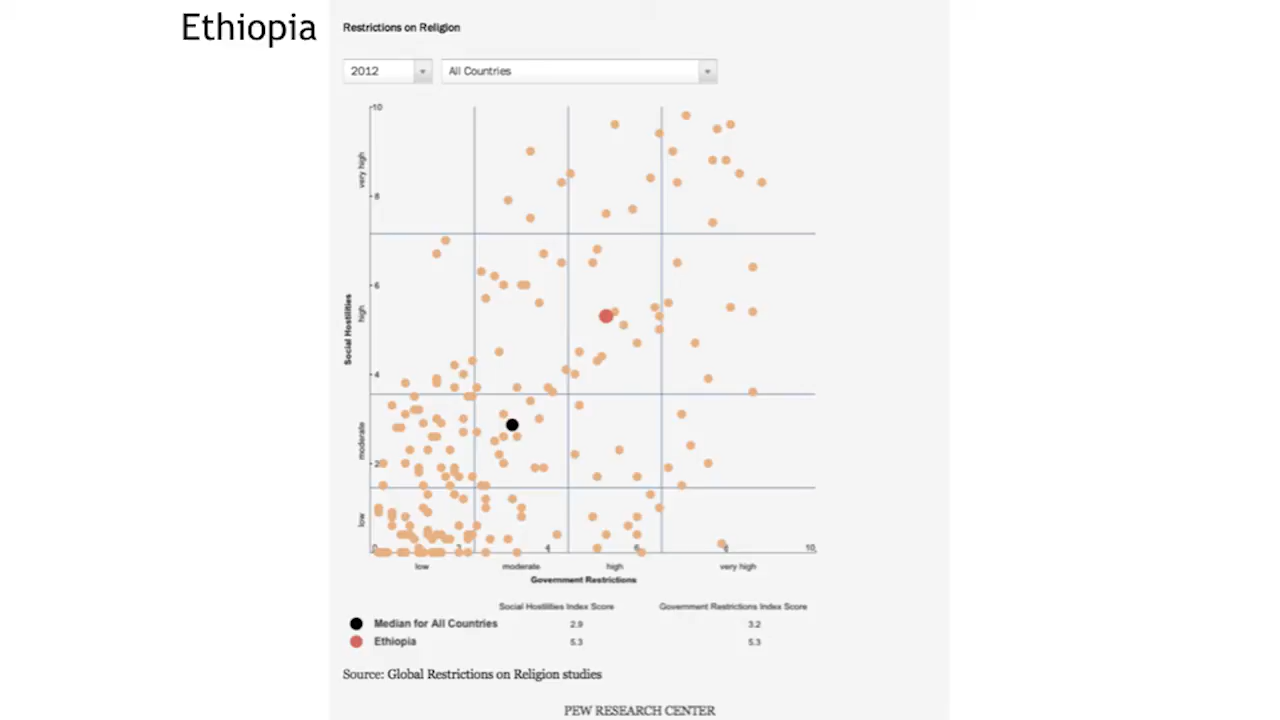 Ethiopia
Restrictions on Religion
2012
All Countries
10
very high
8
6
Social Hostilities
high
4
moderate
2
low
0 2 4 6 8 10
low moderate high very high
Government Restrictions
Social Hostilities Index Score Government Restrictions Index Score
Median for All Countries 2.9 3.2
Ethiopia 5.3 5.3
Source: Global Restrictions on Religion studies
PEW RESEARCH CENTER